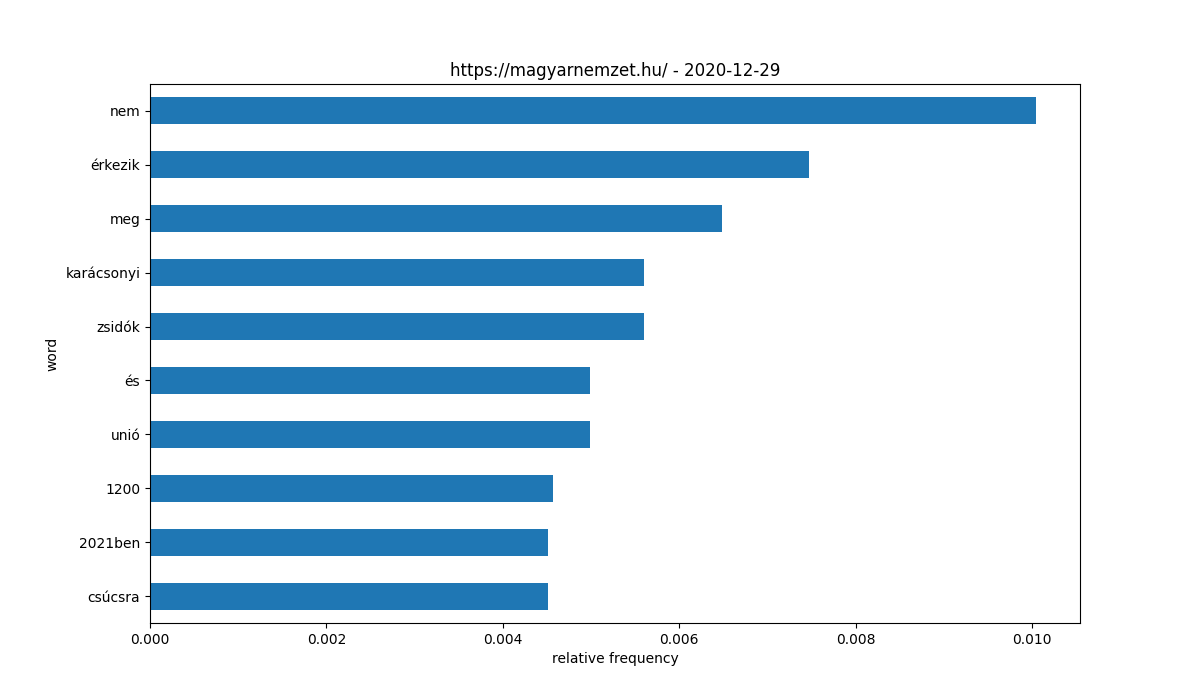 https://magyarnemzet.hu/ - 2020-12-29
nem
érkezik
meg
karácsonyi
zsidók
és
unió
1200
2021ben
csúcsra
word
0.000 0.002 0.004 0.006 0.008 0.010
relative frequency